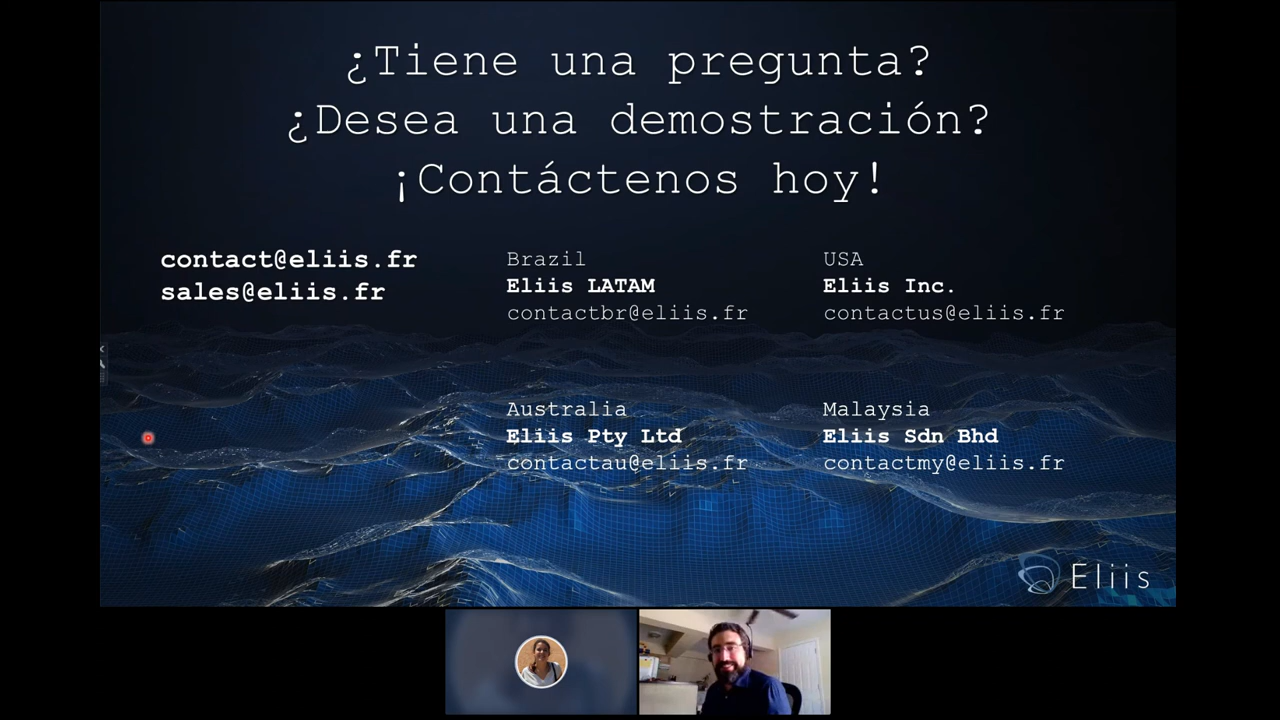 ¿Tiene una pregunta?
¿Desea una demostración?
¡Contáctenos hoy!
contact@eliis.fr
sales@eliis.fr
Brazil
Eliis LATAM
contactbr@eliis.fr
USA
Eliis Inc.
contactus@eliis.fr
Australia
Eliis Pty Ltd
contactau@eliis.fr
Malaysia
Eliis Sdn Bhd
contactmy@eliis.fr
Eliis